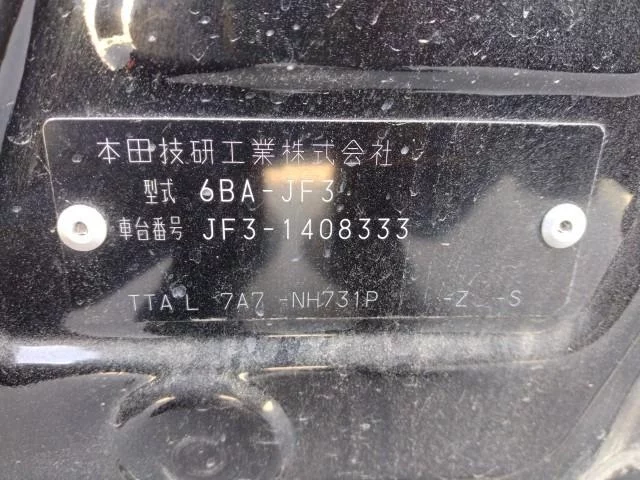 本田技研工業株式会社
型式 6BA-JF3
車台番号 JF3-1408333
TTA L 7A7 -NH731P -Z -S